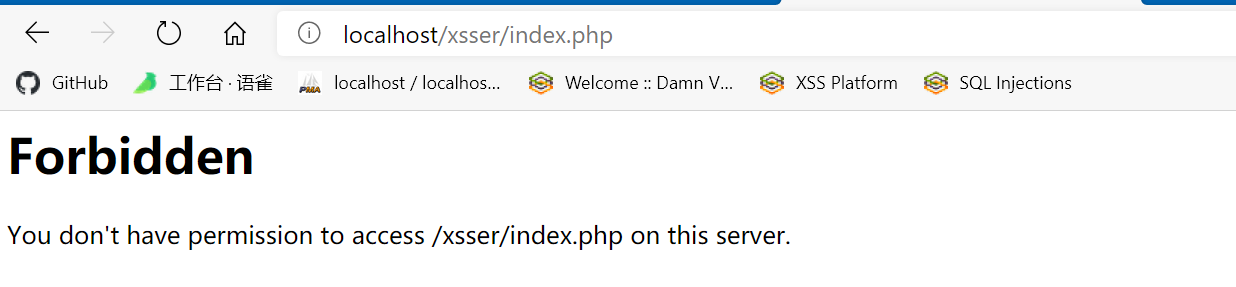 localhost/xsser/index.php
GitHub 工作台 · 语雀 PMA localhost / localhos... Welcome :: Damn V... XSS Platform SQL Injections
Forbidden
You don't have permission to access /xsser/index.php on this server.